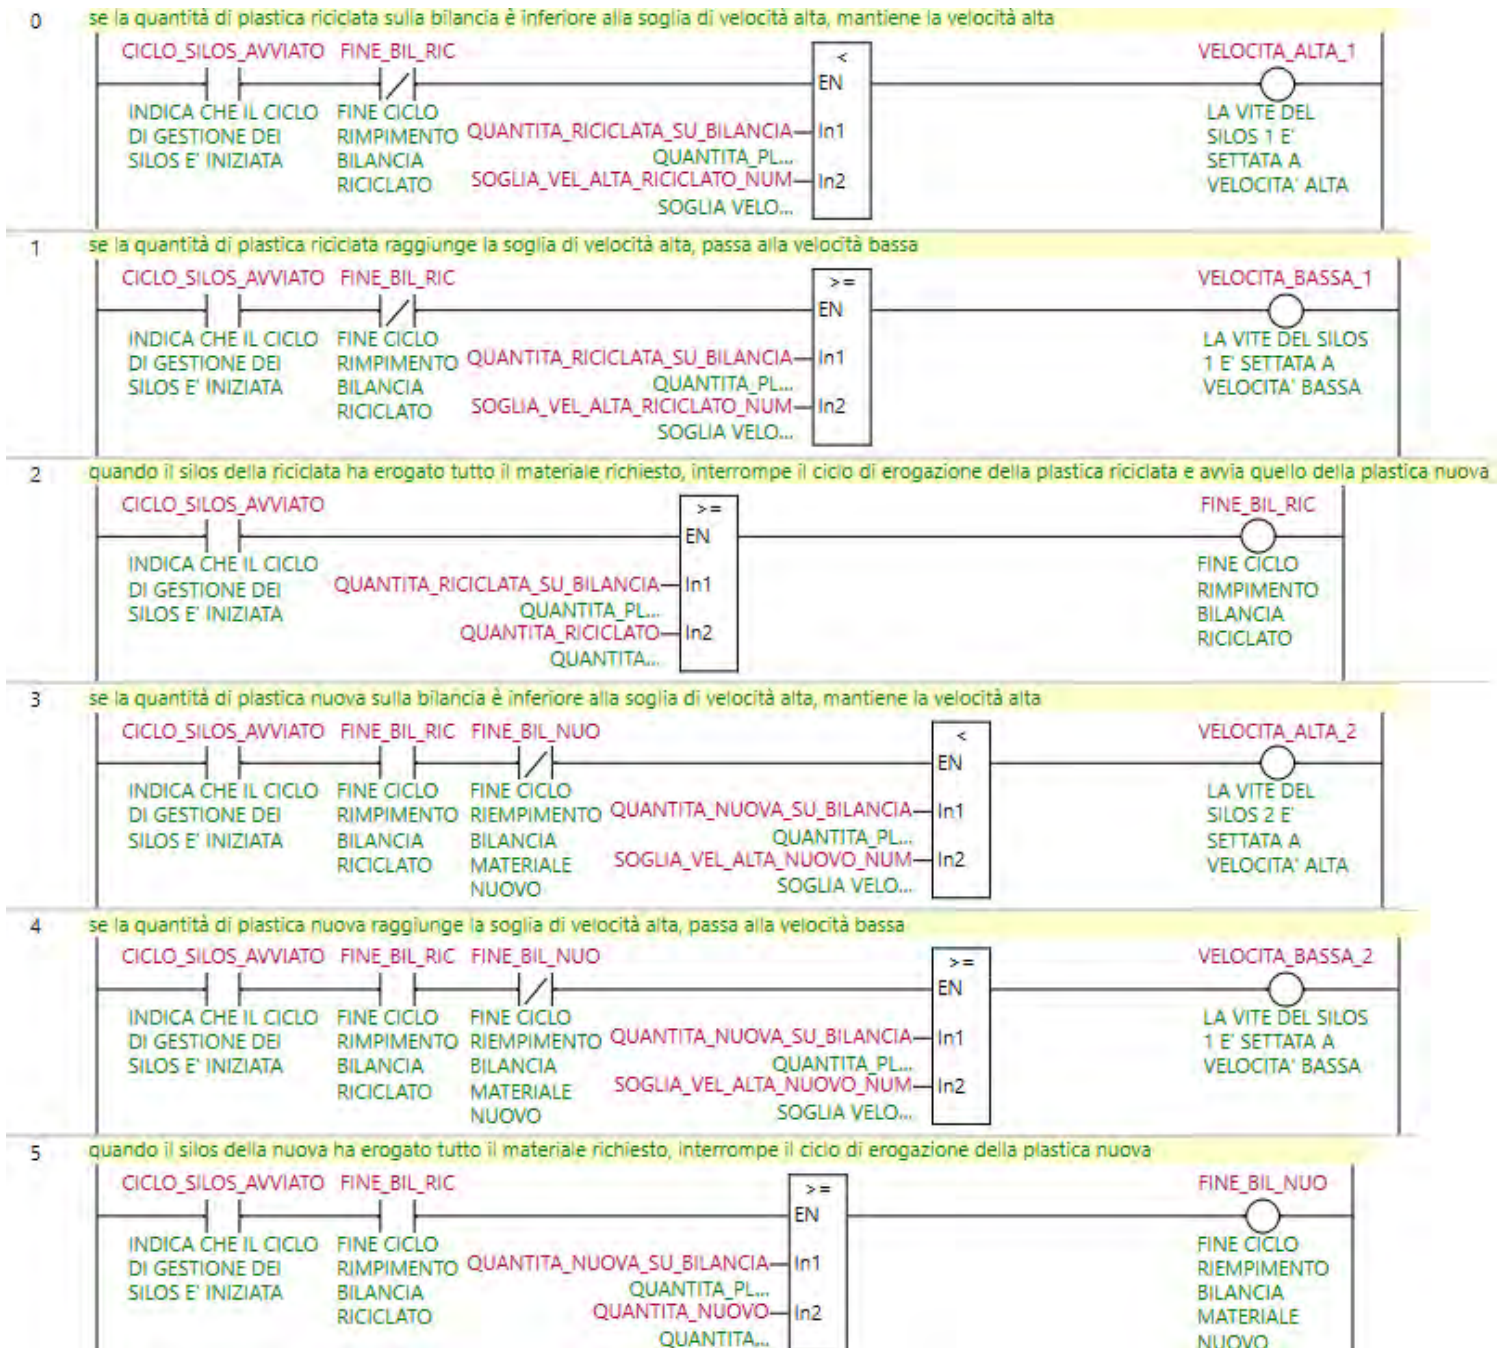 0 se la quantità di plastica riciclata sulla bilancia è inferiore alla soglia di velocità alta, mantiene la velocità alta
CICLO_SILOS_AVVIATO FINE_BIL_RIC < VELOCITA_ALTA_1
EN
INDICA CHE IL CICLO FINE CICLO LA VITE DEL
DI GESTIONE DEI RIMPIMENTO QUANTITA_RICICLATA_SU_BILANCIA In1 SILOS 1 E'
SILOS E' INIZIATA BILANCIA QUANTITA_PL... SETTATA A
RICICLATO SOGLIA_VEL_ALTA_RICICLATO_NUM In2 VELOCITA' ALTA
SOGLIA VELO...
1 se la quantità di plastica riciclata raggiunge la soglia di velocità alta, passa alla velocità bassa
CICLO_SILOS_AVVIATO FINE_BIL_RIC >= VELOCITA_BASSA_1
EN
INDICA CHE IL CICLO FINE CICLO LA VITE DEL SILOS
DI GESTIONE DEI RIMPIMENTO QUANTITA_RICICLATA_SU_BILANCIA In1 1 E' SETTATA A
SILOS E' INIZIATA BILANCIA QUANTITA_PL... VELOCITA' BASSA
RICICLATO SOGLIA_VEL_ALTA_RICICLATO_NUM In2
SOGLIA VELO...
2 quando il silos della riciclata ha erogato tutto il materiale richiesto, interrompe il ciclo di erogazione della plastica riciclata e avvia quello della plastica nuova
CICLO_SILOS_AVVIATO >= FINE_BIL_RIC
EN
INDICA CHE IL CICLO FINE CICLO
DI GESTIONE DEI QUANTITA_RICICLATA_SU_BILANCIA In1 RIMPIMENTO
SILOS E' INIZIATA QUANTITA_PL... BILANCIA
QUANTITA_RICICLATO In2 RICICLATO
QUANTITA...
3 se la quantità di plastica nuova sulla bilancia è inferiore alla soglia di velocità alta, mantiene la velocità alta
CICLO_SILOS_AVVIATO FINE_BIL_RIC FINE_BIL_NUO < VELOCITA_ALTA_2
EN
INDICA CHE IL CICLO FINE CICLO FINE CICLO LA VITE DEL
DI GESTIONE DEI RIMPIMENTO RIEMPIMENTO QUANTITA_NUOVA_SU_BILANCIA In1 SILOS 2 E'
SILOS E' INIZIATA BILANCIA BILANCIA QUANTITA_PL... SETTATA A
RICICLATO MATERIALE SOGLIA_VEL_ALTA_NUOVO_NUM In2 VELOCITA' ALTA
NUOVO SOGLIA VELO...
4 se la quantità di plastica nuova raggiunge la soglia di velocità alta, passa alla velocità bassa
CICLO_SILOS_AVVIATO FINE_BIL_RIC FINE_BIL_NUO >= VELOCITA_BASSA_2
EN
INDICA CHE IL CICLO FINE CICLO FINE CICLO LA VITE DEL SILOS
DI GESTIONE DEI RIMPIMENTO RIEMPIMENTO QUANTITA_NUOVA_SU_BILANCIA In1 1 E' SETTATA A
SILOS E' INIZIATA BILANCIA BILANCIA QUANTITA_PL... VELOCITA' BASSA
RICICLATO MATERIALE SOGLIA_VEL_ALTA_NUOVO_NUM In2
NUOVO SOGLIA VELO...
5 quando il silos della nuova ha erogato tutto il materiale richiesto, interrompe il ciclo di erogazione della plastica nuova
CICLO_SILOS_AVVIATO FINE_BIL_RIC >= FINE_BIL_NUO
EN
INDICA CHE IL CICLO FINE CICLO FINE CICLO
DI GESTIONE DEI RIMPIMENTO QUANTITA_NUOVA_SU_BILANCIA In1 RIEMPIMENTO
SILOS E' INIZIATA BILANCIA QUANTITA_PL... BILANCIA
RICICLATO QUANTITA_NUOVO In2 MATERIALE
QUANTITA... NUOVO